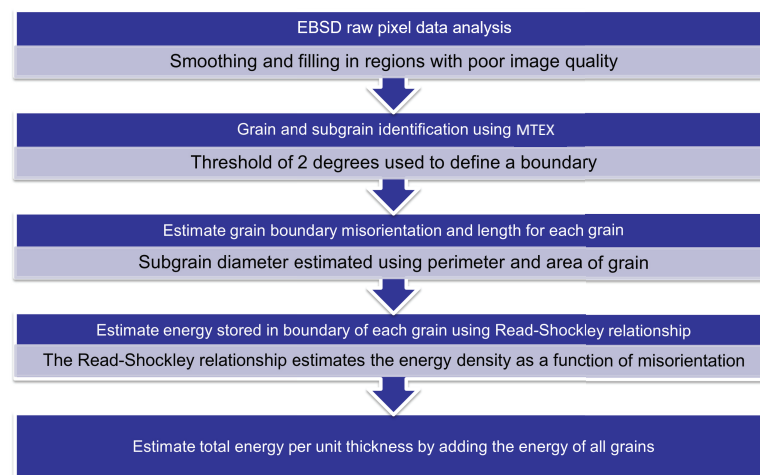 EBSD raw pixel data analysis
Smoothing and filling in regions with poor image quality
Grain and subgrain identification using MTEX
Threshold of 2 degrees used to define a boundary
Estimate grain boundary misorientation and length for each grain
Subgrain diameter estimated using perimeter and area of grain
Estimate energy stored in boundary of each grain using Read-Shockley relationship
The Read-Shockley relationship estimates the energy density as a function of misorientation
Estimate total energy per unit thickness by adding the energy of all grains